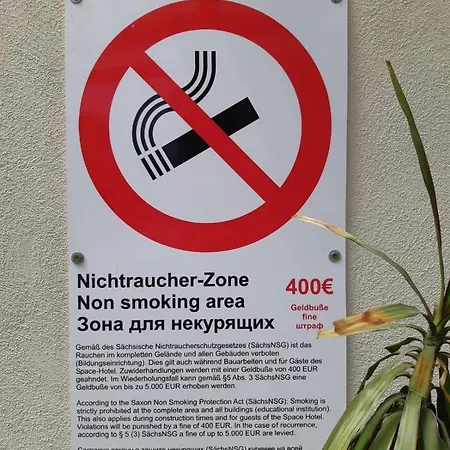 Nichtraucher-Zone
Non smoking area
Зона для некурящих
400€
Geldbuße
fine
штраф
Gemäß des Sächsische Nichtraucherschutzgesetzes (SächsNSG) ist das
Rauchen im kompletten Gelände und allen Gebäuden verboten
(Bildungseinrichtung). Dies gilt auch während Bauarbeiten und für Gäste des
Space-Hotel. Zuwiderhandlungen werden mit einer Geldbuße von 400 EUR
geahndet. Im Wiederholungsfall kann gemäß §5 Abs. 3 SächsNSG eine
Geldbuße von bis zu 5.000 EUR erhoben werden.
According to the Saxon Non Smoking Protection Act (SächsNSG): Smoking is
strictly prohibited at the complete area and all buildings (educational institution).
This also applies during construction times and for guests of the Space Hotel.
Violations will be punished by a fine of 400 EUR. In the case of recurrence,
according to § 5 (3) SächsNSG a fine of up to 5.000 EUR are levied.